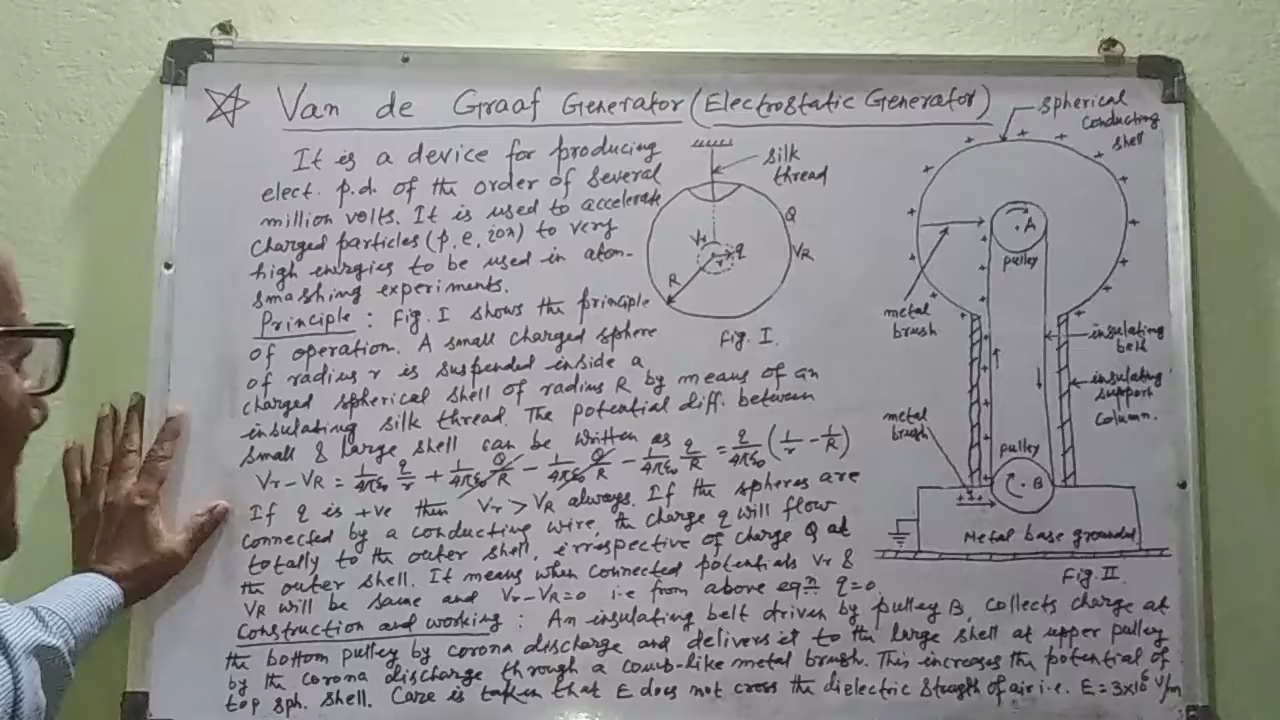 Van de Graaf Generator (Electrostatic Generator)
It is a device for producing
elect. p.d. of the order of several
million volts. It is used to accelerate
charged particles (p, e, ion) to very
high energies to be used in atom-
smashing experiments.
Principle : Fig. I shows the principle
of operation. A small charged sphere
of radius r is suspended inside a
charged spherical shell of radius R by means of an
insulating silk thread. The potential diff. between
small & large shell can be written as
Vr - VR = 1/4πε₀ q/r + 1/4πε₀ Q/R - 1/4πε₀ Q/R - 1/4πε₀ q/R = q/4πε₀ (1/r - 1/R)
If q is +ve then Vr > VR always. If the spheres are
connected by a conducting wire, the charge q will flow
totally to the outer shell, irrespective of charge Q at
the outer shell. It means when connected potentials Vr &
VR will be same and Vr-VR=0 i.e from above eqn q=0
Construction and working : An insulating belt driven by pulley B, collects charge at
the bottom pulley by corona discharge and delivers it to the large shell at upper pulley
by the corona discharge through a comb-like metal brush. This increases the potential of
top sph. shell. Care is taken that E does not cross the dielectric strength of air i.e. E = 3×10⁶ V/m
silk
thread
Q
VR
Vr
r
q
R
Fig. I.
spherical
conducting
shell
A
pulley
metal
brush
insulating
belt
insulating
support
column.
metal
brush
pulley
B
Metal base grounded
Fig. II